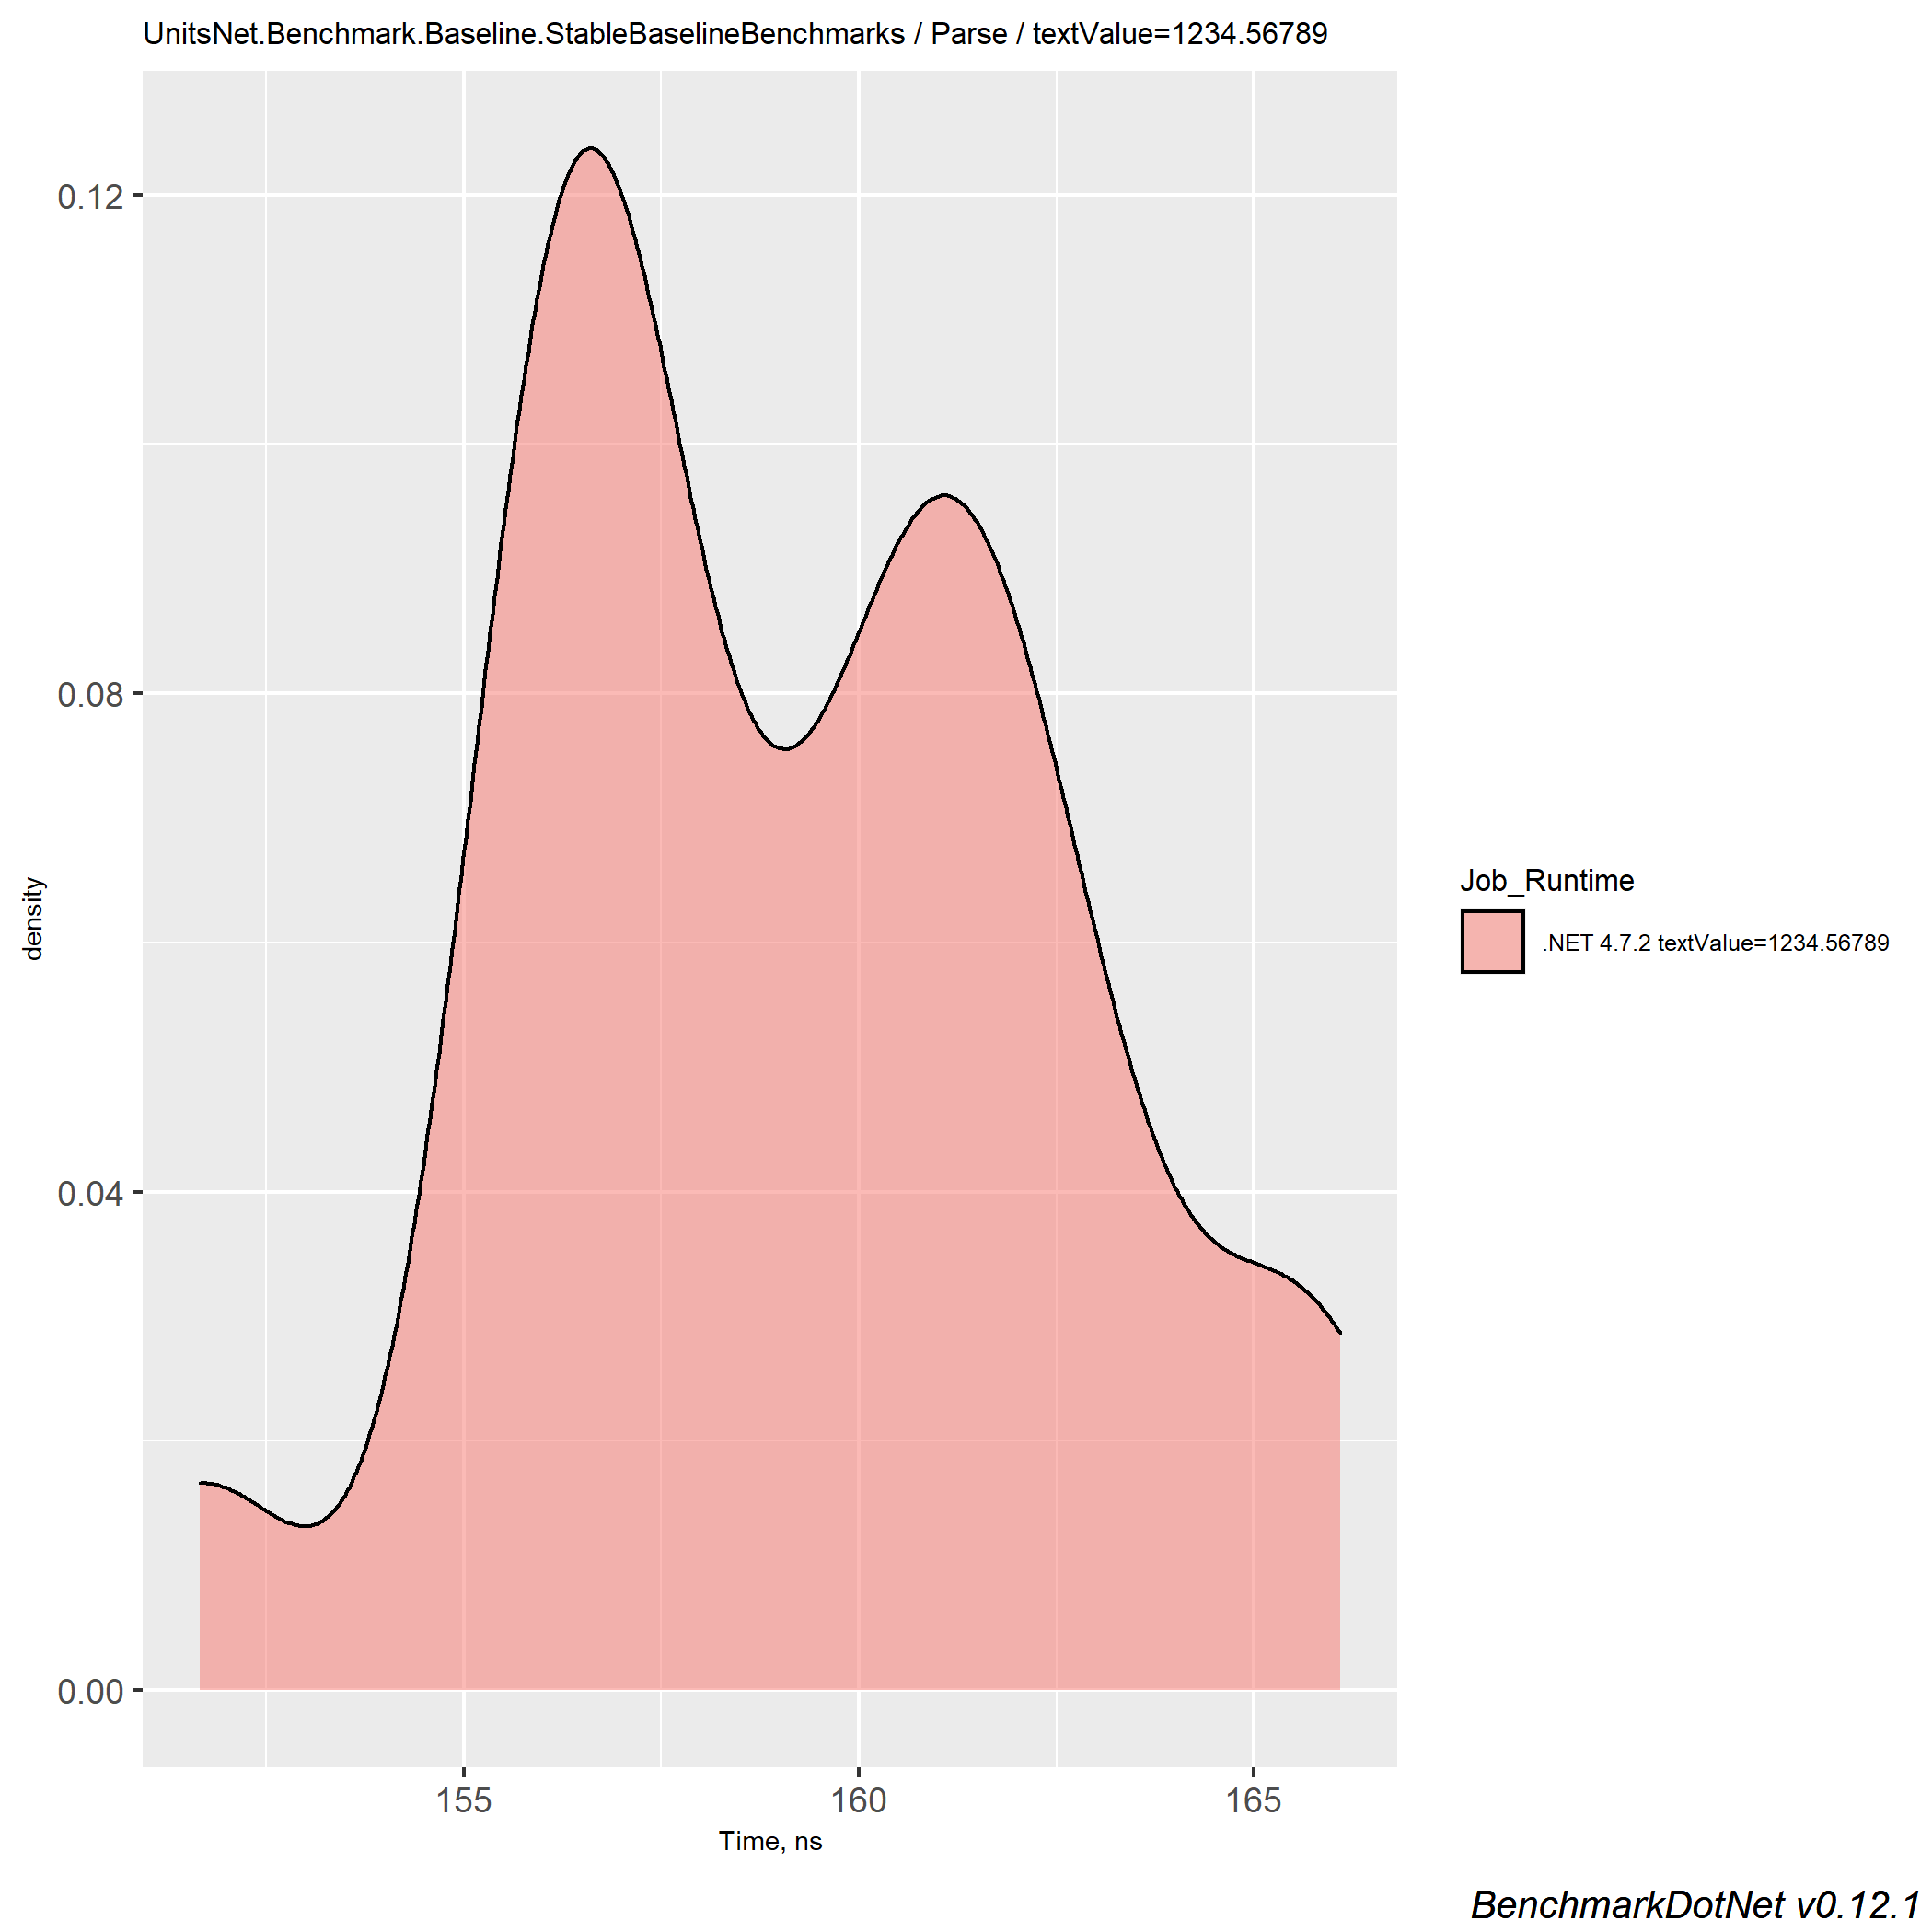 UnitsNet.Benchmark.Baseline.StableBaselineBenchmarks / Parse / textValue=1234.56789
0.12
0.08
0.04
0.00
density
155 160 165
Time, ns
Job_Runtime
.NET 4.7.2 textValue=1234.56789
BenchmarkDotNet v0.12.1